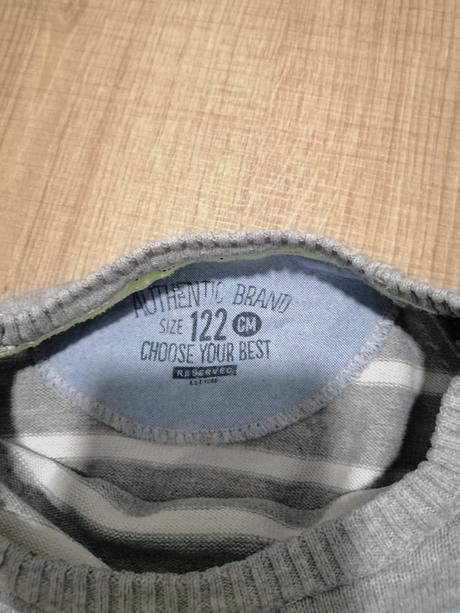 AUTHENTIC BRAND
SIZE 122 CM
CHOOSE YOUR BEST
RESERVED